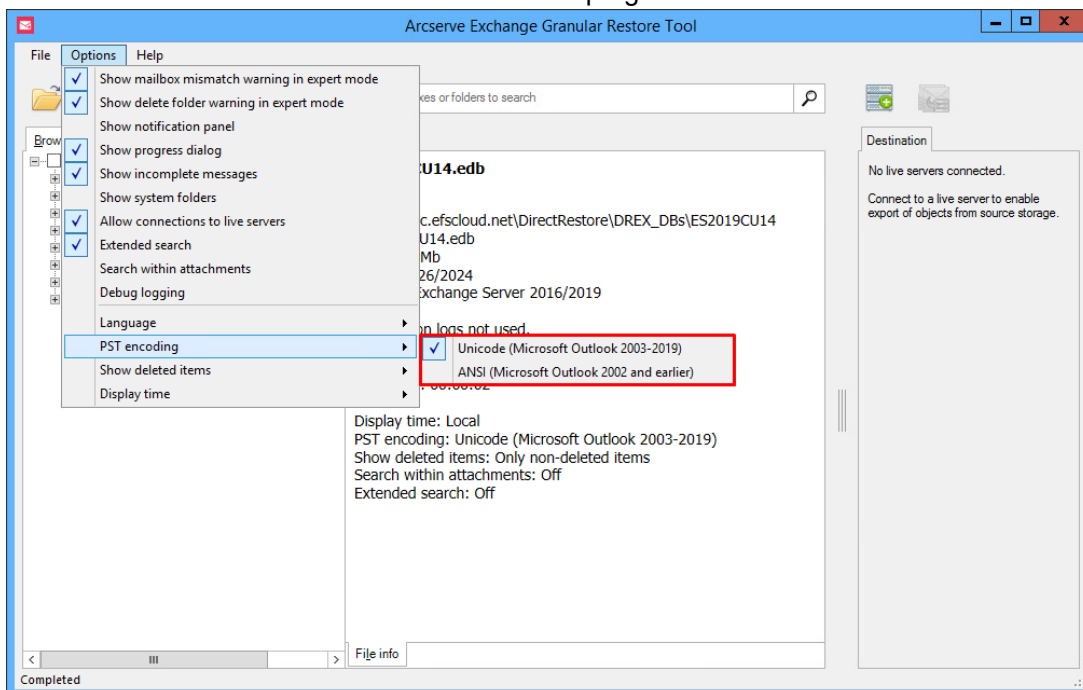 prog
Arcserve Exchange Granular Restore Tool
File Options Help
Show mailbox mismatch warning in expert mode
Show delete folder warning in expert mode
Show notification panel
Show progress dialog
Show incomplete messages
Show system folders
Allow connections to live servers
Extended search
Search within attachments
Debug logging
Language
PST encoding
Show deleted items
Display time
Unicode (Microsoft Outlook 2003-2019)
ANSI (Microsoft Outlook 2002 and earlier)
xes or folders to search
Brow
U14.edb
c.efscloud.net\DirectRestore\DREX_DBs\ES2019CU14
U14.edb
Mb
26/2024
xchange Server 2016/2019
on logs not used.
Display time: Local
PST encoding: Unicode (Microsoft Outlook 2003-2019)
Show deleted items: Only non-deleted items
Search within attachments: Off
Extended search: Off
File info
Destination
No live servers connected.
Connect to a live server to enable
export of objects from source storage.
Completed